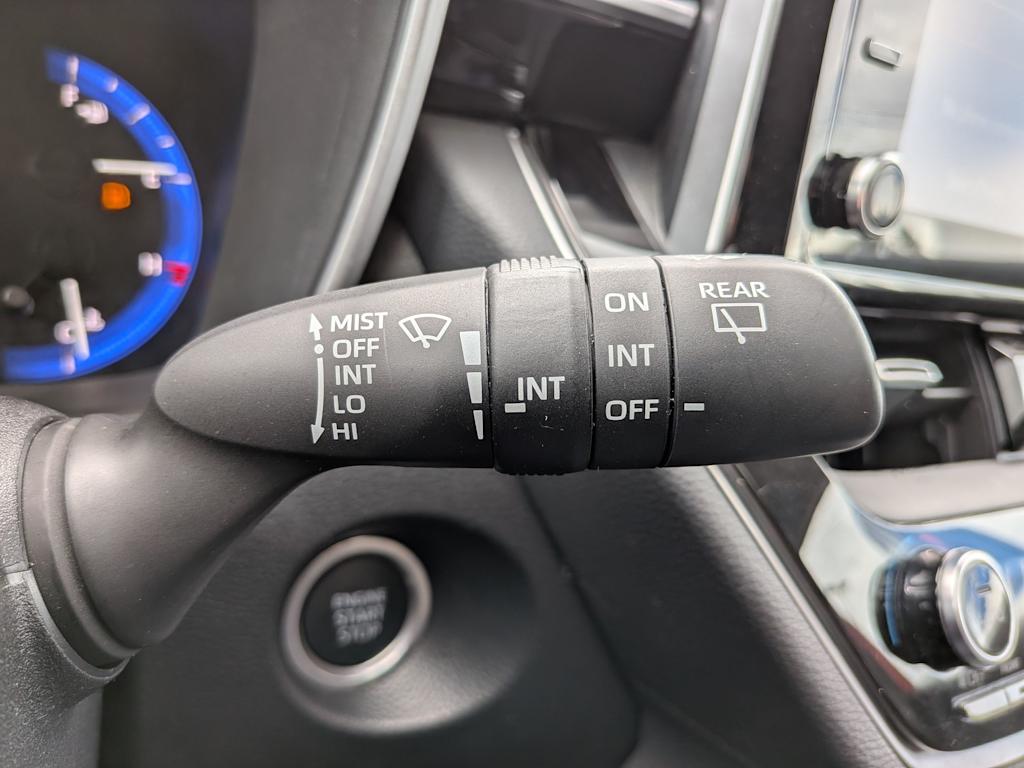 MIST
OFF
INT
LO
HI
INT
ON
INT
OFF
REAR
ENGINE
START
STOP